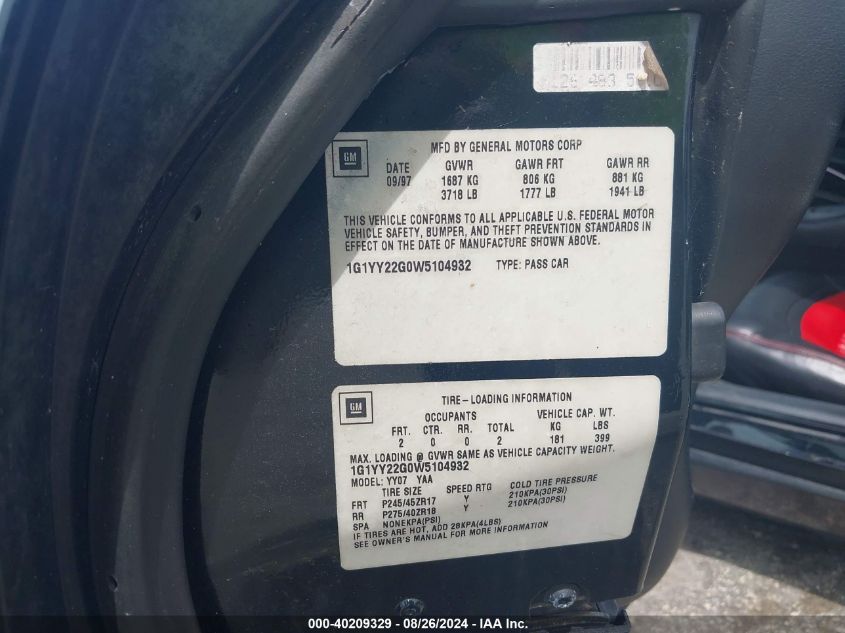 GM
MFD BY GENERAL MOTORS CORP
DATE GVWR GAWR FRT GAWR RR
09/97 1687 KG 806 KG 881 KG
3718 LB 1777 LB 1941 LB
THIS VEHICLE CONFORMS TO ALL APPLICABLE U.S. FEDERAL MOTOR
VEHICLE SAFETY, BUMPER, AND THEFT PREVENTION STANDARDS IN
EFFECT ON THE DATE OF MANUFACTURE SHOWN ABOVE.
1G1YY22G0W5104932 TYPE: PASS CAR
GM
TIRE-LOADING INFORMATION
OCCUPANTS VEHICLE CAP. WT.
FRT. CTR. RR. TOTAL KG LBS
2 0 0 2 181 399
MAX. LOADING @ GVWR SAME AS VEHICLE CAPACITY WEIGHT.
1G1YY22G0W5104932
MODEL: YY07 YAA
TIRE SIZE SPEED RTG COLD TIRE PRESSURE
FRT P245/45ZR17 Y 210KPA(30PSI)
RR P275/40ZR18 Y 210KPA(30PSI)
SPA NONEKPA(PSI)
IF TIRES ARE HOT, ADD 28KPA(4LBS)
SEE OWNER'S MANUAL FOR MORE INFORMATION
000-40209329 - 08/26/2024 - IAAI.com